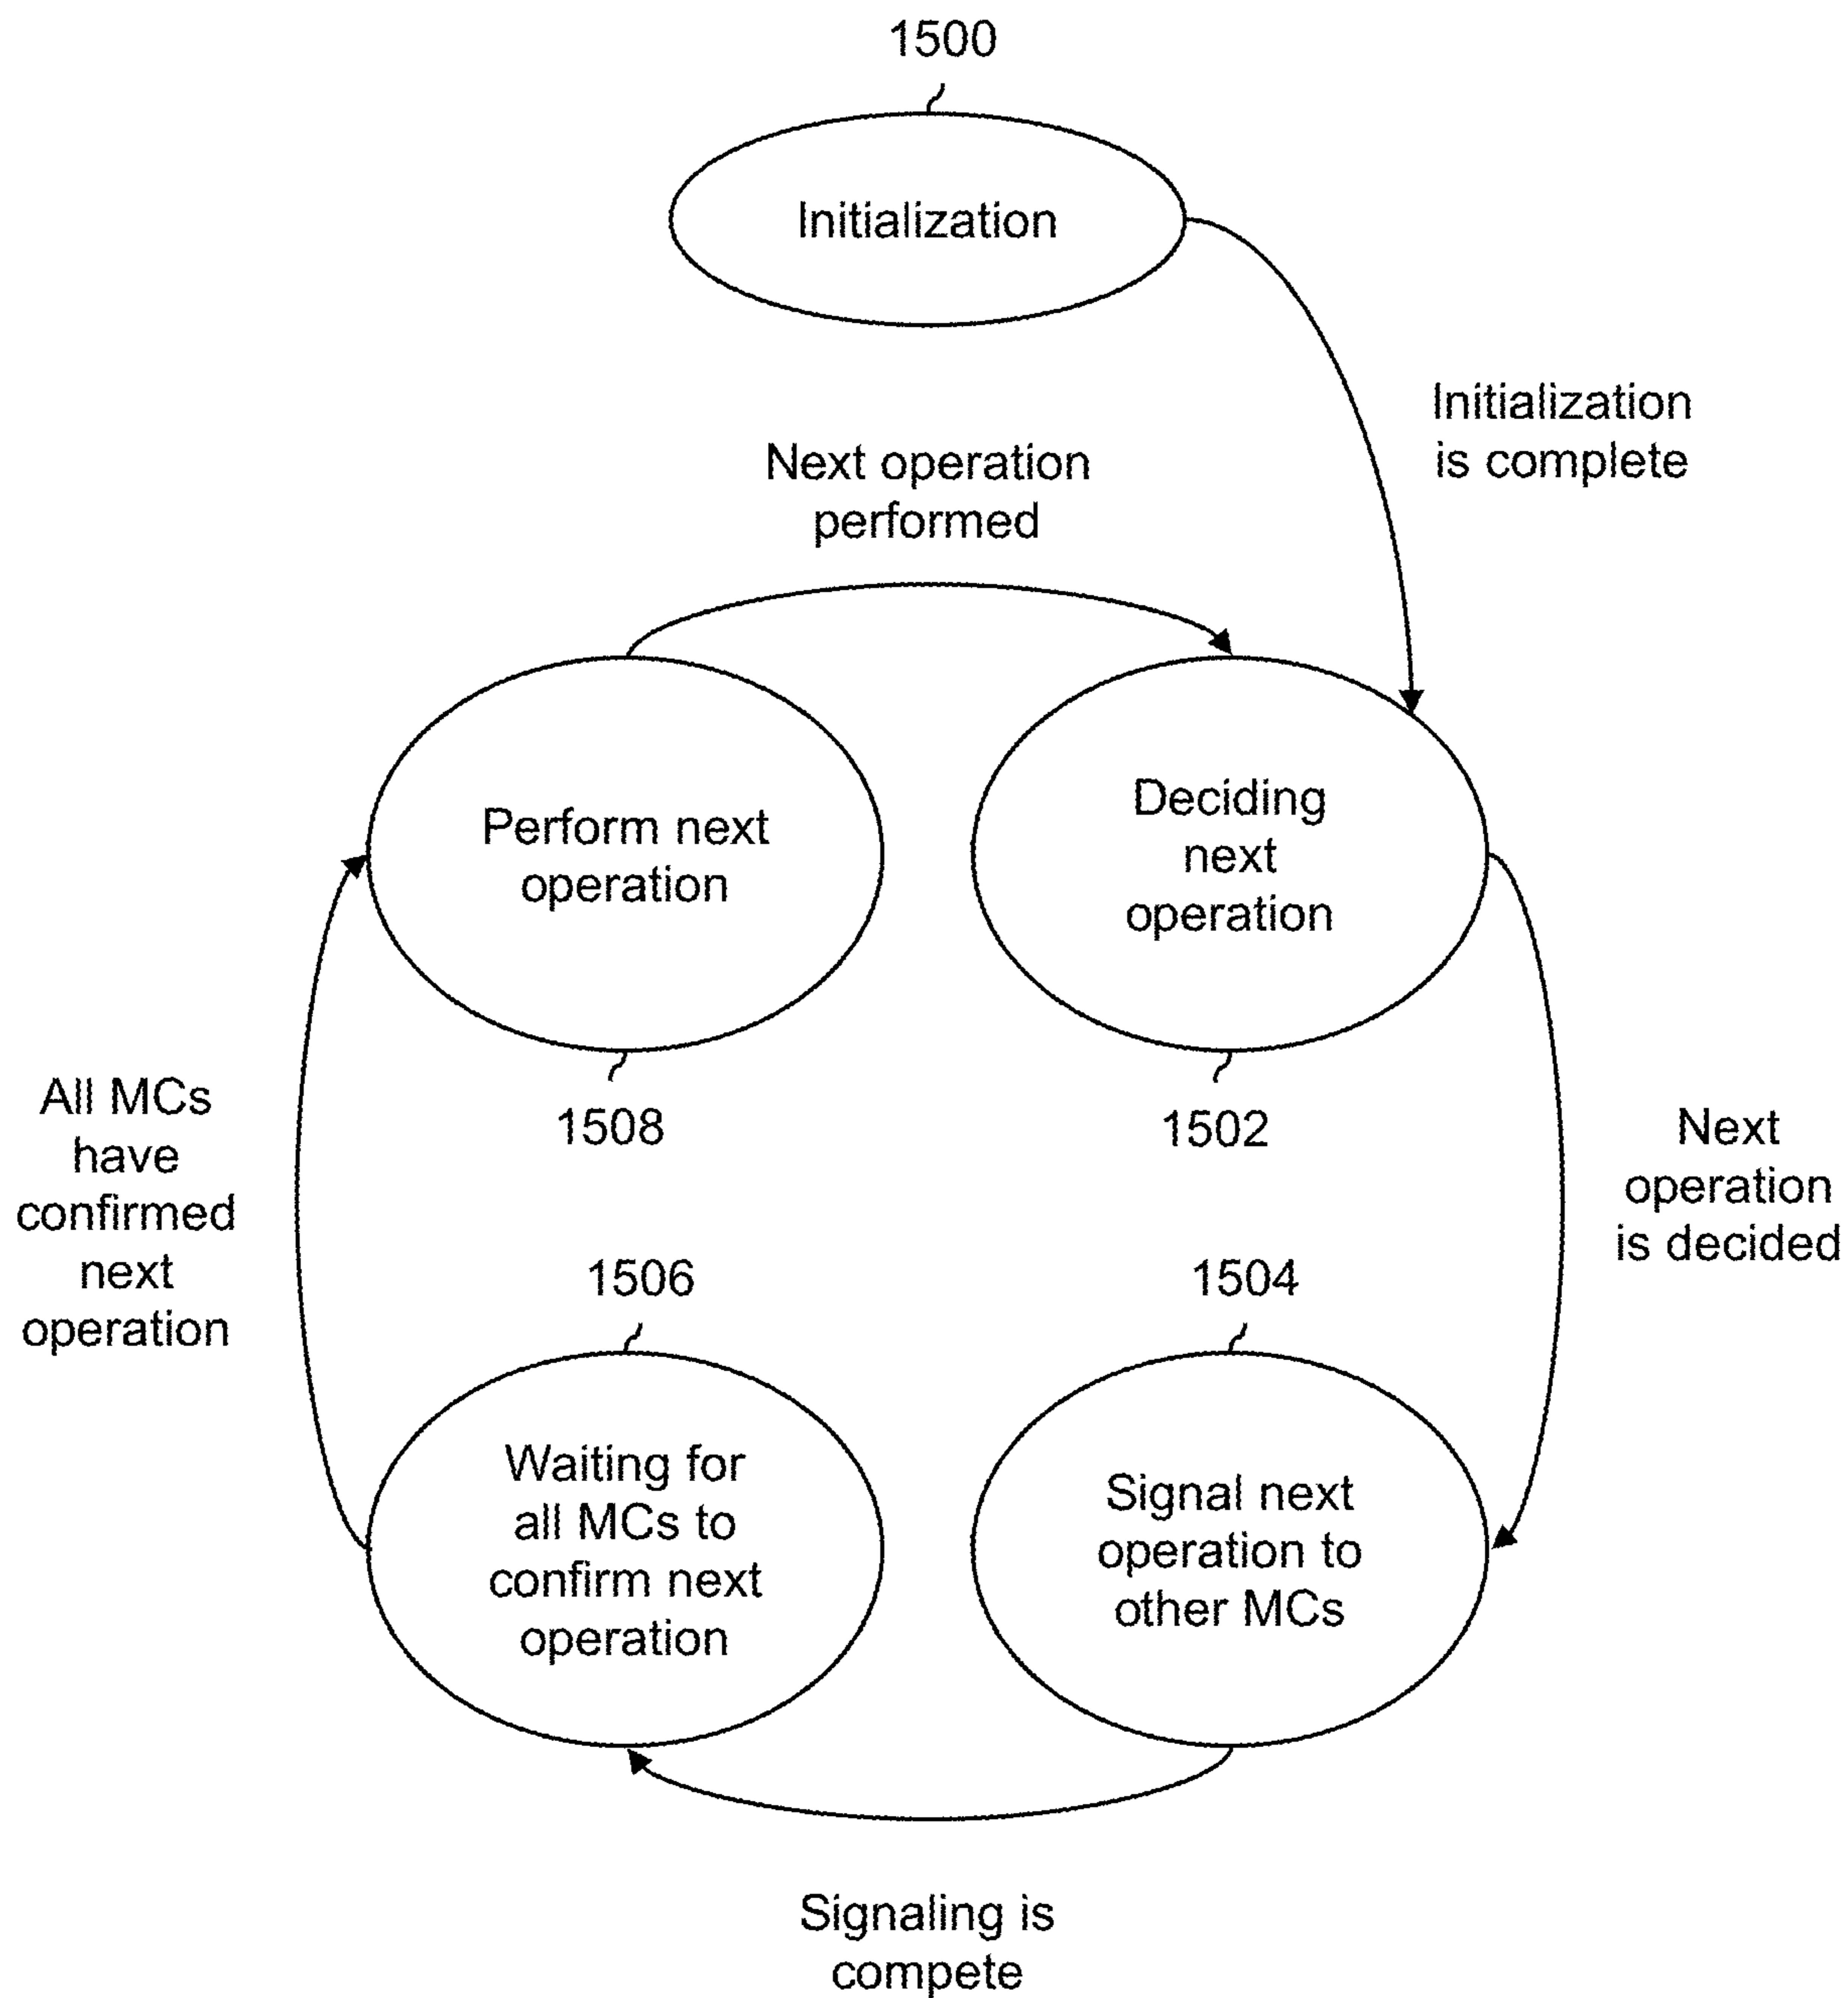 1500
Initialization
Initialization
is complete
Next operation
performed
Perform next
operation
Deciding
next
operation
1508
1502
All MCs
have
confirmed
next
operation
Next
operation
is decided
1506
1504
Waiting for
all MCs to
confirm next
operation
Signal next
operation to
other MCs
Signaling is
compete